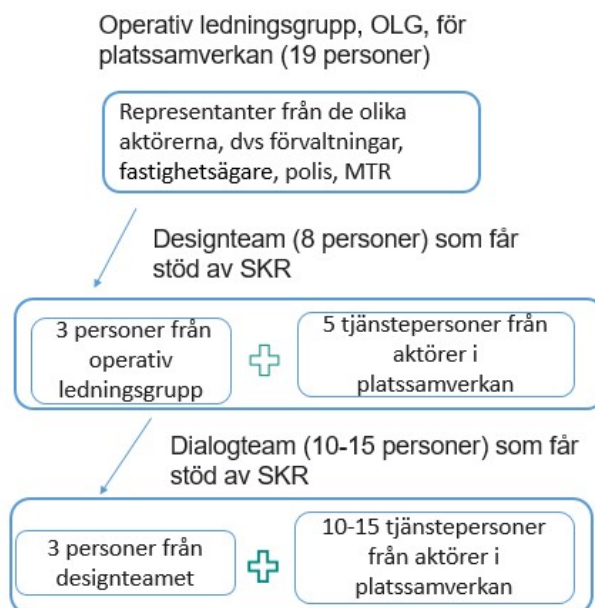 Operativ ledningsgrupp, OLG, för
platssamverkan (19 personer)
Representanter från de olika
aktörerna, dvs förvaltningar,
fastighetsägare, polis, MTR
Designteam (8 personer) som får
stöd av SKR
3 personer från
operativ
ledningsgrupp
5 tjänstepersoner från
aktörer i
platssamverkan
Dialogteam (10-15 personer) som får
stöd av SKR
3 personer från
designteamet
10-15 tjänstepersoner
från aktörer i
platssamverkan